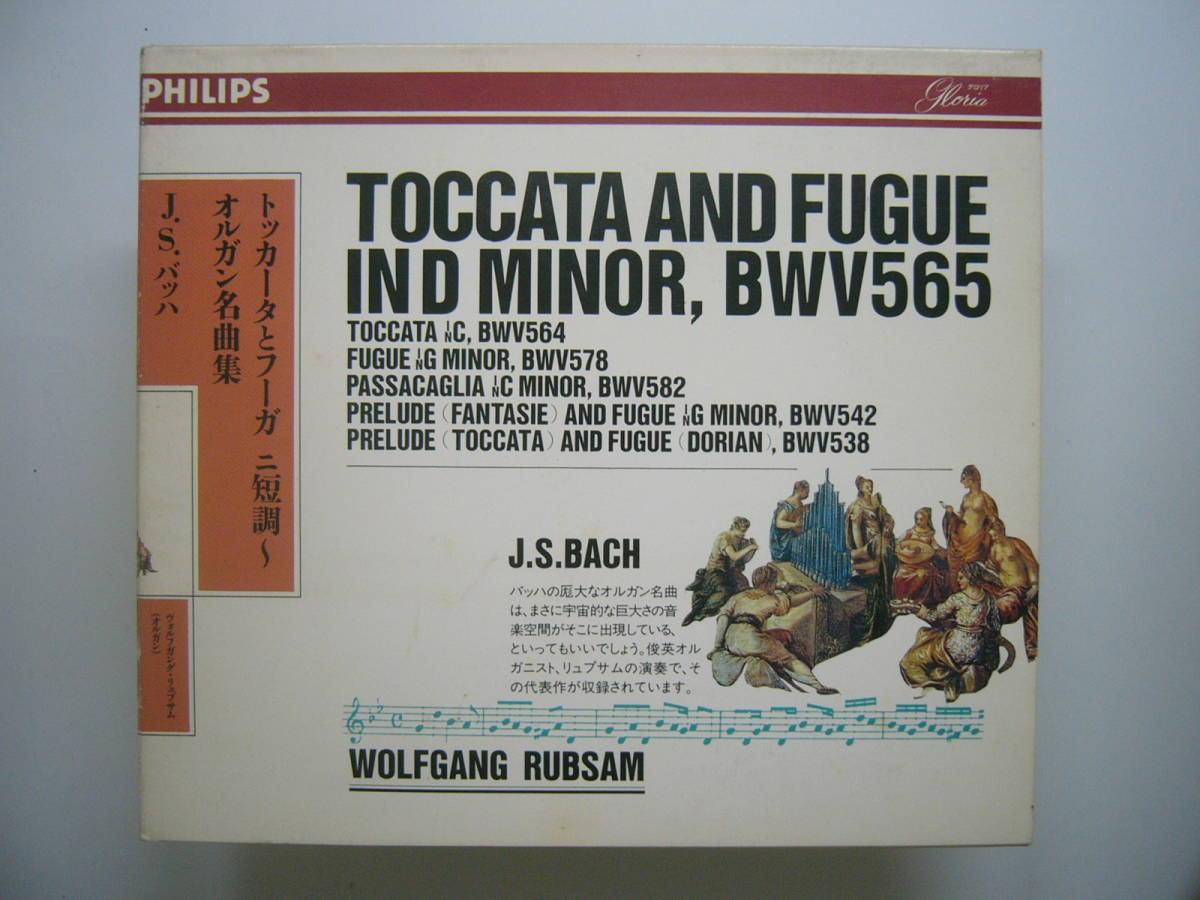 PHILIPS
グロリア
Gloria
トッカータとフーガ ニ短調〜
オルガン名曲集
J.S.バッハ
ヴォルフガング・リュプサム
(オルガン)
TOCCATA AND FUGUE
IN D MINOR, BWV565
TOCCATA IN C, BWV564
FUGUE IN G MINOR, BWV578
PASSACAGLIA IN C MINOR, BWV582
PRELUDE (FANTASIE) AND FUGUE IN G MINOR, BWV542
PRELUDE (TOCCATA) AND FUGUE (DORIAN), BWV538
J.S.BACH
バッハの厖大なオルガン名曲
は、まさに宇宙的な巨大さの音
楽空間がそこに出現している、
といってもいいでしょう。俊英オル
ガニスト、リュプサムの演奏で、そ
の代表作が収録されています。
WOLFGANG RUBSAM